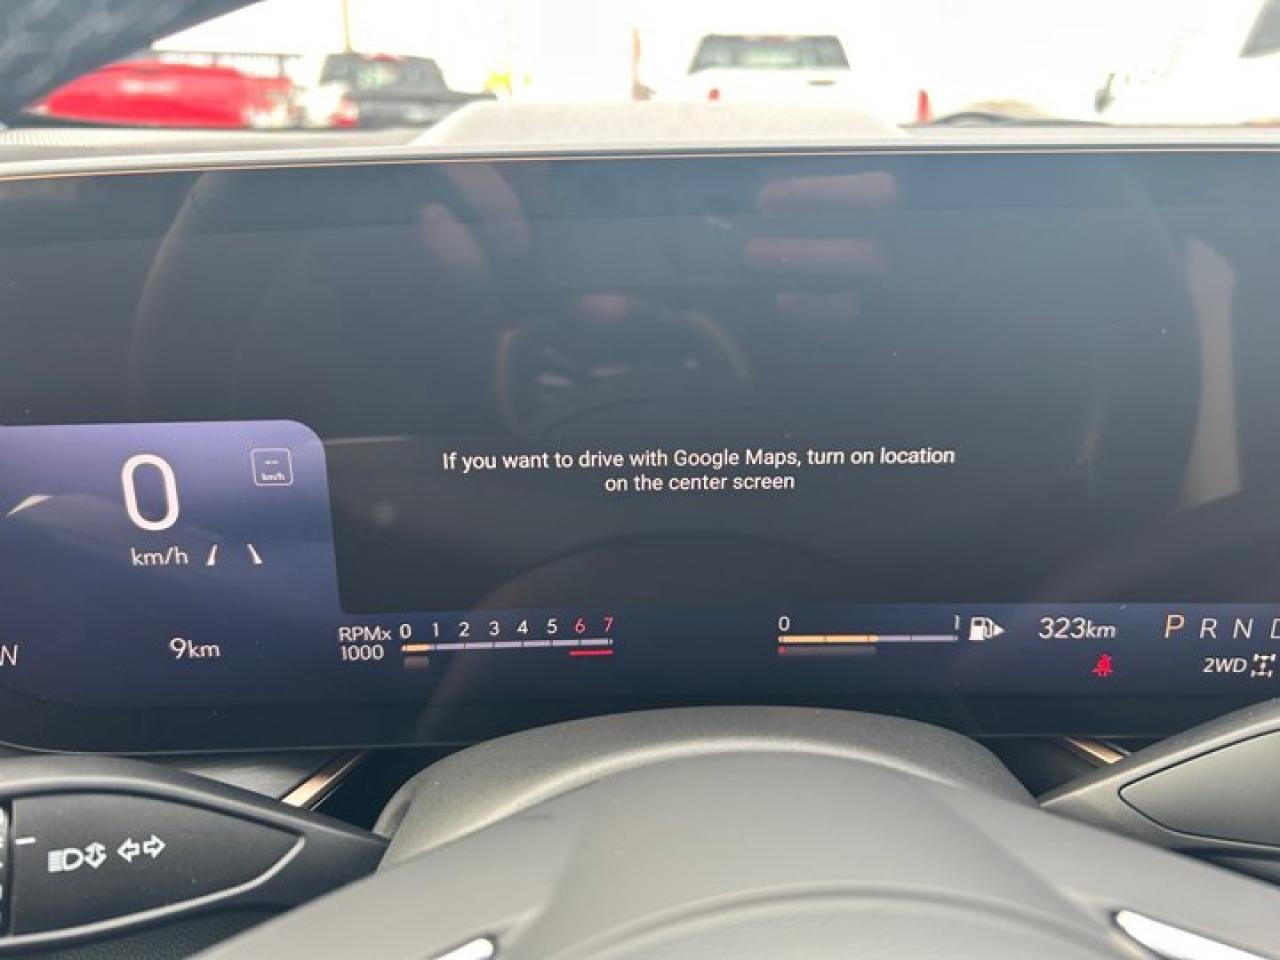 If you want to drive with Google Maps, turn on location
on the center screen
0
--
km/h
km/h
N
9km
RPMx
1000
0 1 2 3 4 5 6 7
0 1
323km
P R N D
2WD